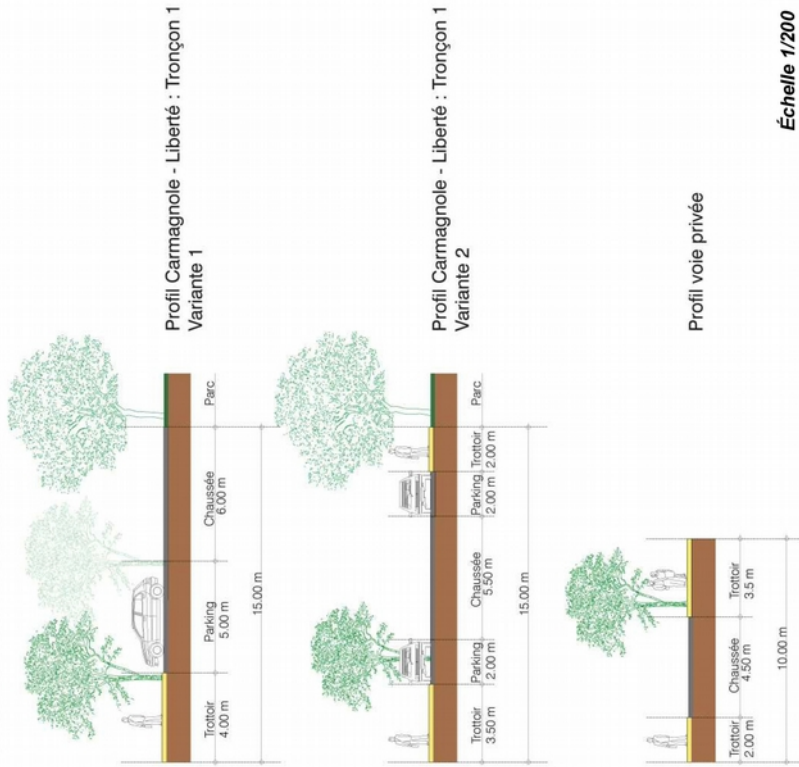 Profil Carmagnole - Liberté : Tronçon 1
Variante 1
Trottoir
4.00 m
Parking
5.00 m
Chaussée
6.00 m
Parc
15.00 m
Profil Carmagnole - Liberté : Tronçon 1
Variante 2
Trottoir
3.50 m
Parking
2.00 m
Chaussée
5.50 m
Parking
2.00 m
Trottoir
2.00 m
Parc
15.00 m
Profil voie privée
Trottoir
2.00 m
Chaussée
4.50 m
Trottoir
3.5 m
10.00 m
Échelle 1/200